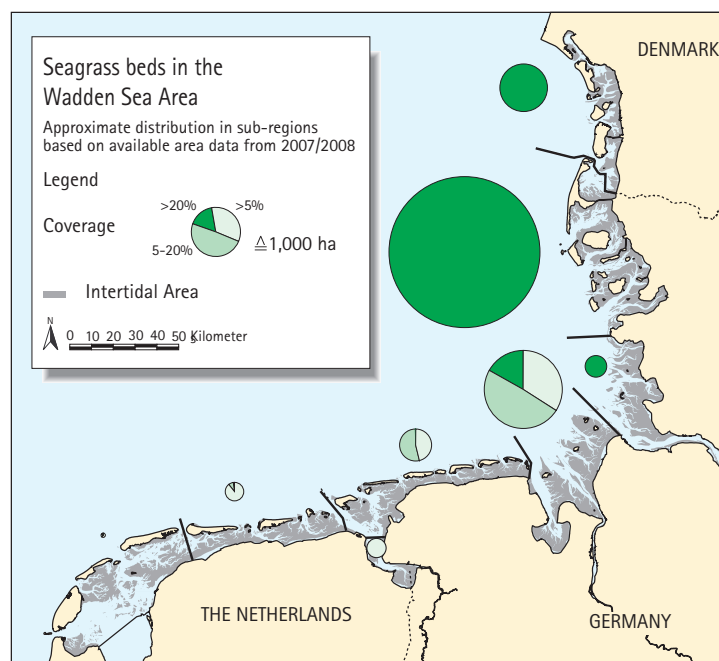 DENMARK
Seagrass beds in the
Wadden Sea Area
Approximate distribution in sub-regions
based on available area data from 2007/2008
Legend
Coverage
>20%
>5%
5-20%
≙1,000 ha
Intertidal Area
N
0 10 20 30 40 50 Kilometer
THE NETHERLANDS
GERMANY